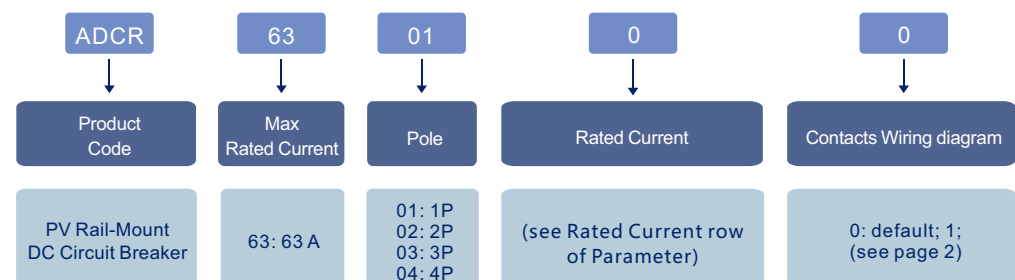 ADCR 63 01 0 0
Product
Code
Max
Rated Current
Pole
Rated Current
Contacts Wiring diagram
PV Rail-Mount
DC Circuit Breaker
63: 63 A
01: 1P
02: 2P
03: 3P
04: 4P
(see Rated Current row
of Parameter)
0: default; 1;
(see page 2)